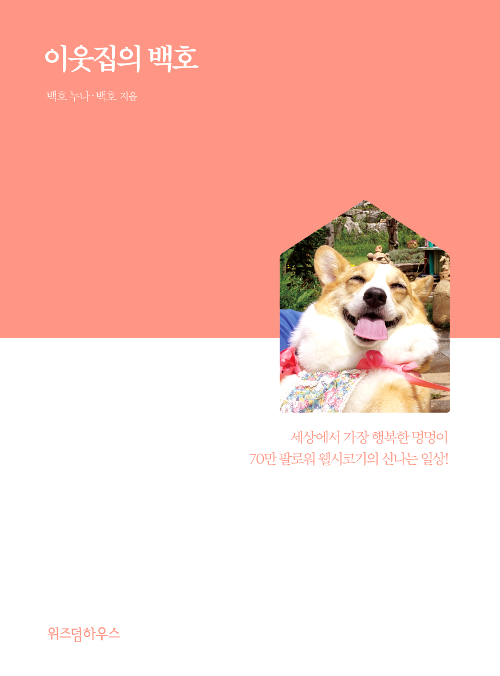 이웃집의 백호
백호 누나 · 백호 지음
세상에서 가장 행복한 멍멍이
70만 팔로워 웰시코기의 신나는 일상!
위즈덤하우스